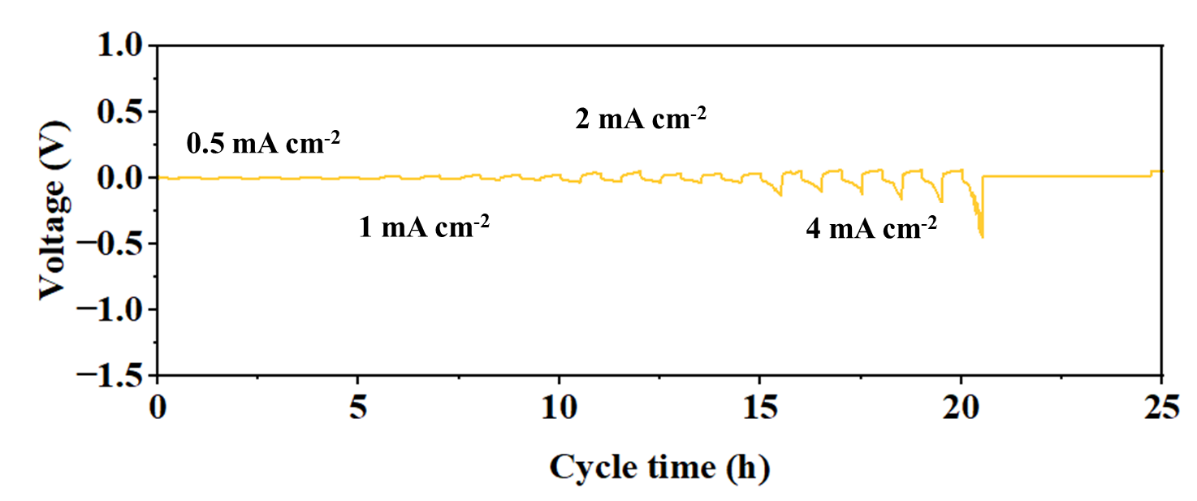 1.0
0.5
0.0
−0.5
−1.0
−1.5
Voltage (V)
0.5 mA cm-2
1 mA cm-2
2 mA cm-2
4 mA cm-2
0 5 10 15 20 25
Cycle time (h)